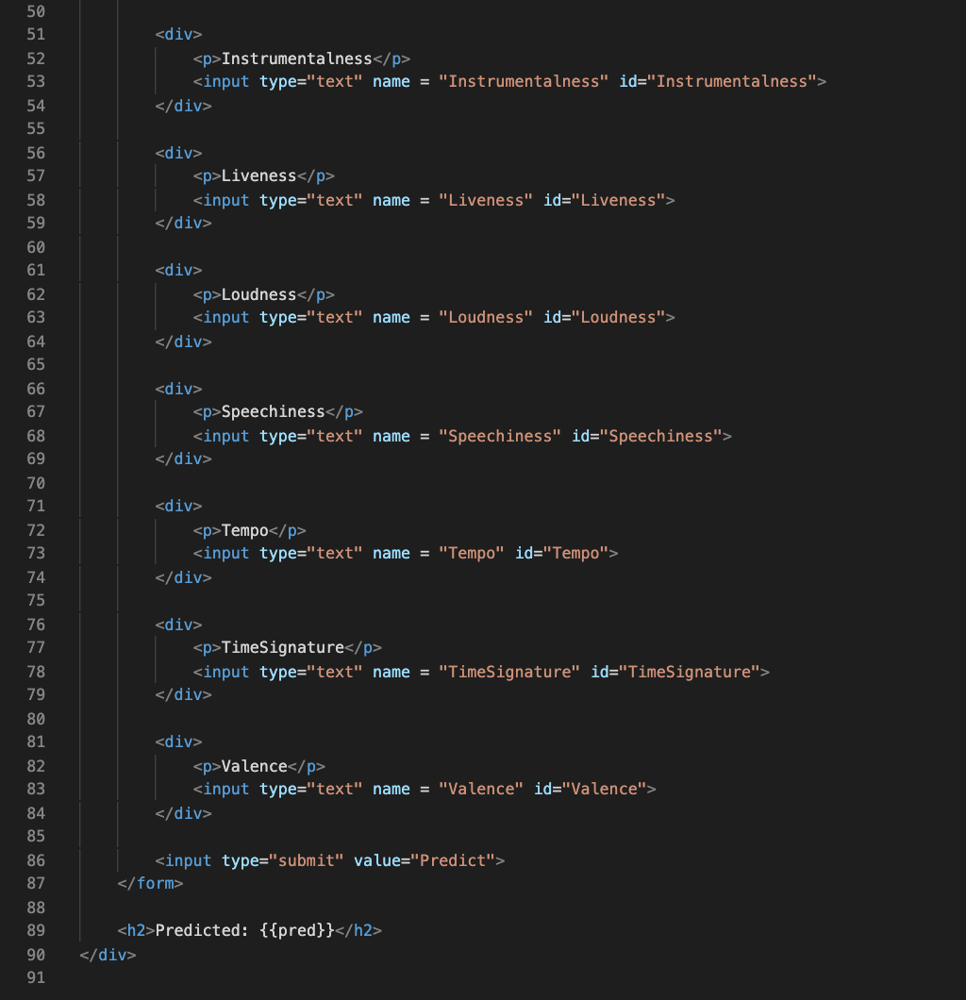 50
51 <div>
52 <p>Instrumentalness</p>
53 <input type="text" name = "Instrumentalness" id="Instrumentalness">
54 </div>
55
56 <div>
57 <p>Liveness</p>
58 <input type="text" name = "Liveness" id="Liveness">
59 </div>
60
61 <div>
62 <p>Loudness</p>
63 <input type="text" name = "Loudness" id="Loudness">
64 </div>
65
66 <div>
67 <p>Speechiness</p>
68 <input type="text" name = "Speechiness" id="Speechiness">
69 </div>
70
71 <div>
72 <p>Tempo</p>
73 <input type="text" name = "Tempo" id="Tempo">
74 </div>
75
76 <div>
77 <p>TimeSignature</p>
78 <input type="text" name = "TimeSignature" id="TimeSignature">
79 </div>
80
81 <div>
82 <p>Valence</p>
83 <input type="text" name = "Valence" id="Valence">
84 </div>
85
86 <input type="submit" value="Predict">
87 </form>
88
89 <h2>Predicted: {{pred}}</h2>
90 </div>
91